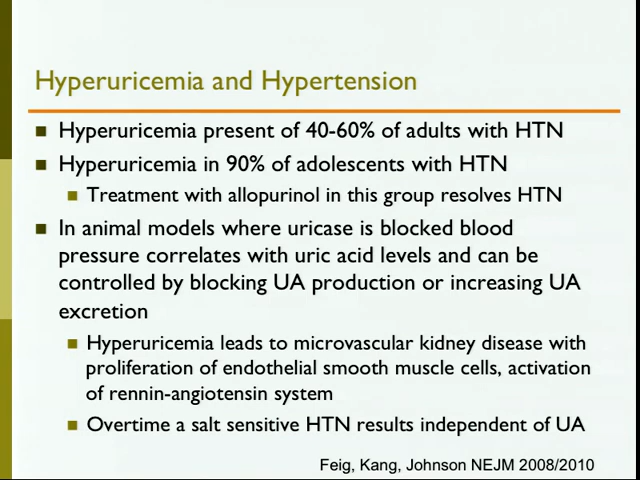 Hyperuricemia and Hypertension
Hyperuricemia present of 40-60% of adults with HTN
Hyperuricemia in 90% of adolescents with HTN
Treatment with allopurinol in this group resolves HTN
In animal models where uricase is blocked blood
pressure correlates with uric acid levels and can be
controlled by blocking UA production or increasing UA
excretion
Hyperuricemia leads to microvascular kidney disease with
proliferation of endothelial smooth muscle cells, activation
of rennin-angiotensin system
Overtime a salt sensitive HTN results independent of UA
Feig, Kang, Johnson NEJM 2008/2010